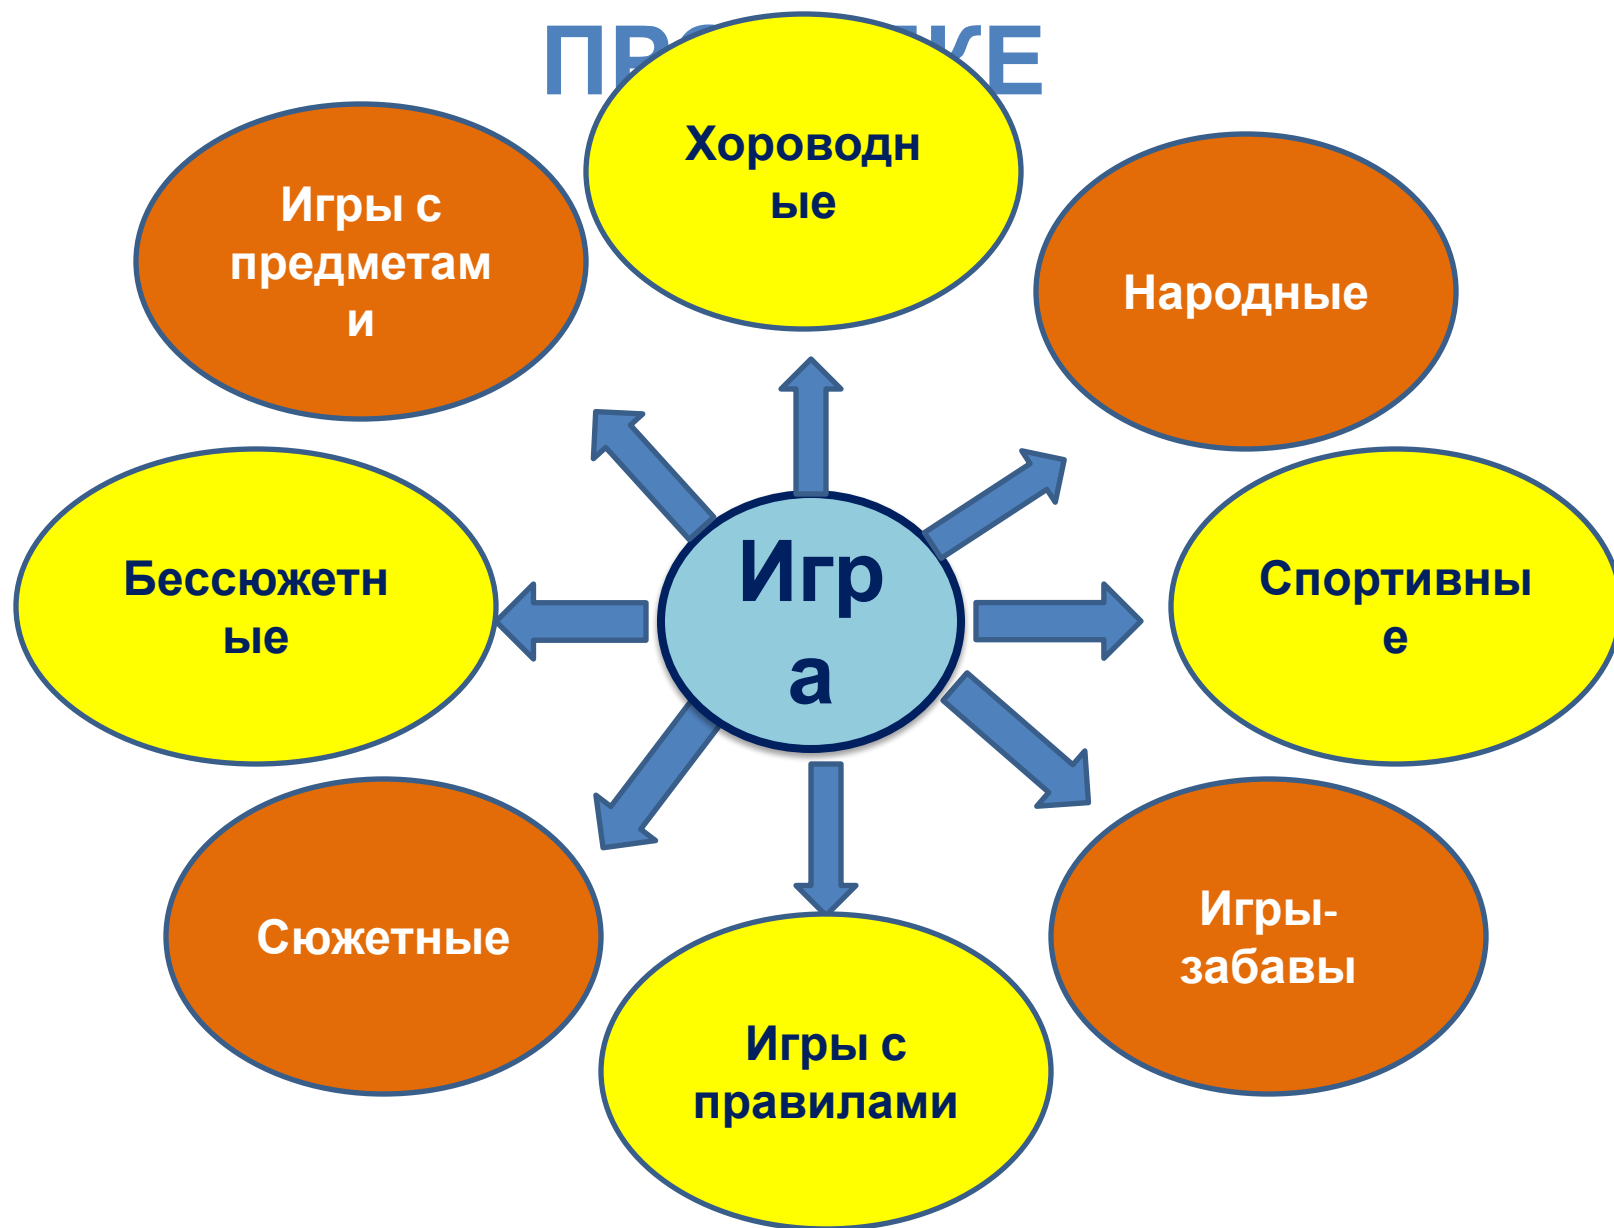 Хороводн
ые
Игры с
предметам
и
Народные
Бессюжетн
ые
Игр
а
Спортивны
е
Сюжетные
Игры-
забавы
Игры с
правилами